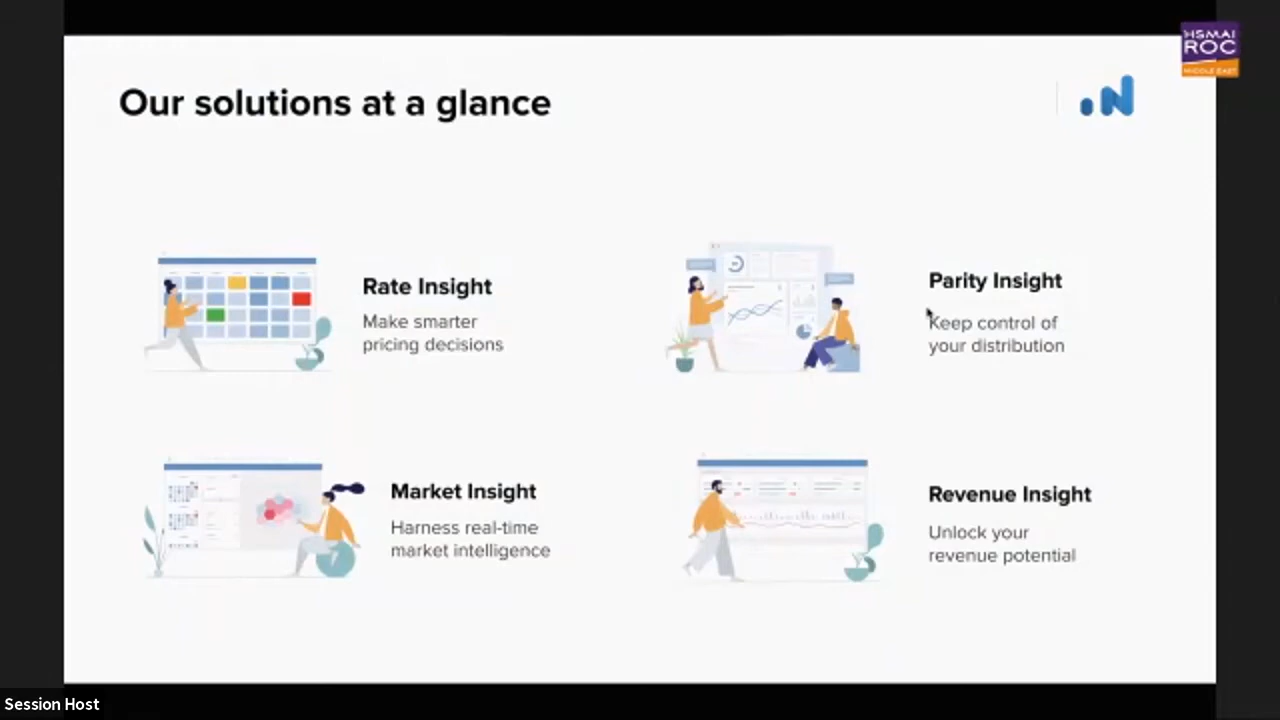 HSMAI
ROC
MIDDLE EAST
Our solutions at a glance
Rate Insight
Make smarter
pricing decisions
Parity Insight
Keep control of
your distribution
Market Insight
Harness real-time
market intelligence
Revenue Insight
Unlock your
revenue potential
Session Host